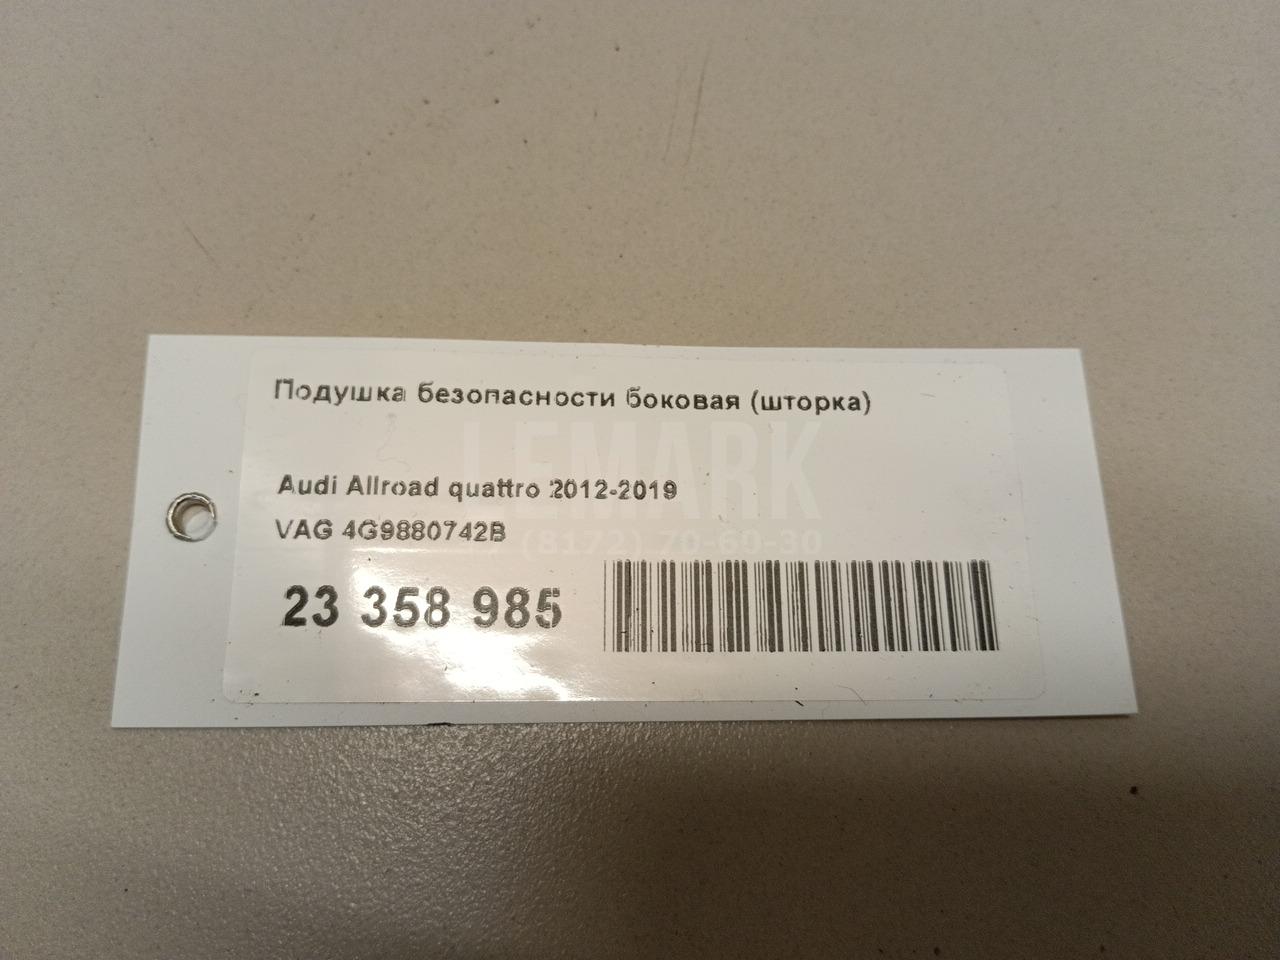 Подушка безопасности боковая (шторка)
LEMARK
Audi Allroad quattro 2012-2019
VAG 4G9880742B
(8172) 70-60-30
23 358 985